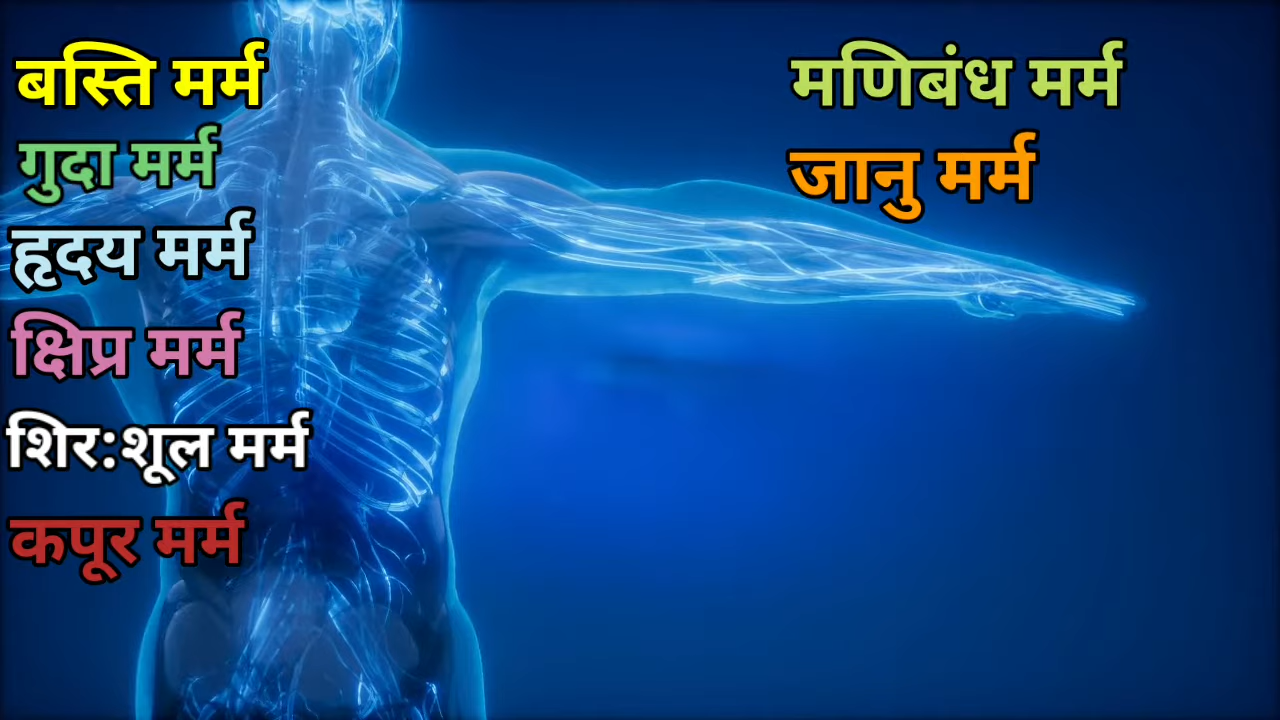 बस्ति मर्म
गुदा मर्म
हृदय मर्म
क्षिप्र मर्म
शिर:शूल मर्म
कपूर मर्म
मणिबंध मर्म
जानु मर्म